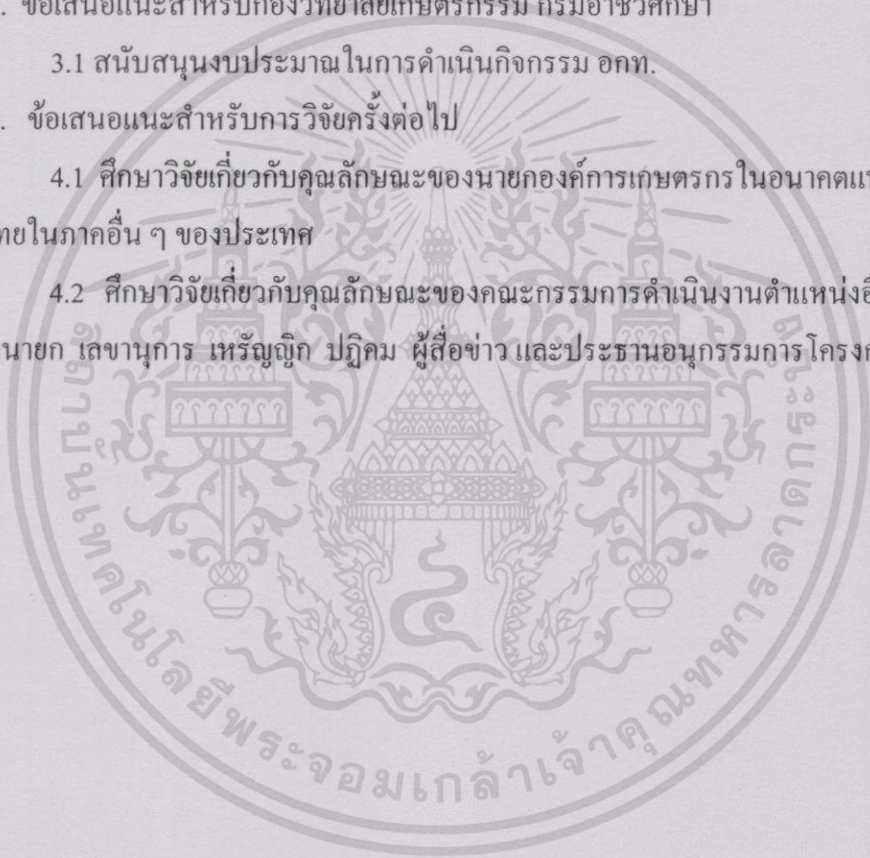 . ข้อเสนอแนะสำหรับกองวิทยาลัยเกษตรกรรม กรมอาชีวศึกษา
3.1 สนับสนุนงบประมาณในการดำเนินกิจกรรม อกท.
. ข้อเสนอแนะสำหรับการวิจัยครั้งต่อไป
4.1 ศึกษาวิจัยเกี่ยวกับคุณลักษณะของนายกองค์การเกษตรกรในอนาคตแห
ทยในภาคอื่น ๆ ของประเทศ
4.2 ศึกษาวิจัยเกี่ยวกับคุณลักษณะของคณะกรรมการดำเนินงานตำแหน่งอื
นายก เลขานุการ เหรัญญิก ปฏิคม ผู้สื่อข่าว และประธานอนุกรรมการโครงก
สถาบันเทคโนโลยีพระจอมเกล้าเจ้าคุณทหารลาดกระบัง